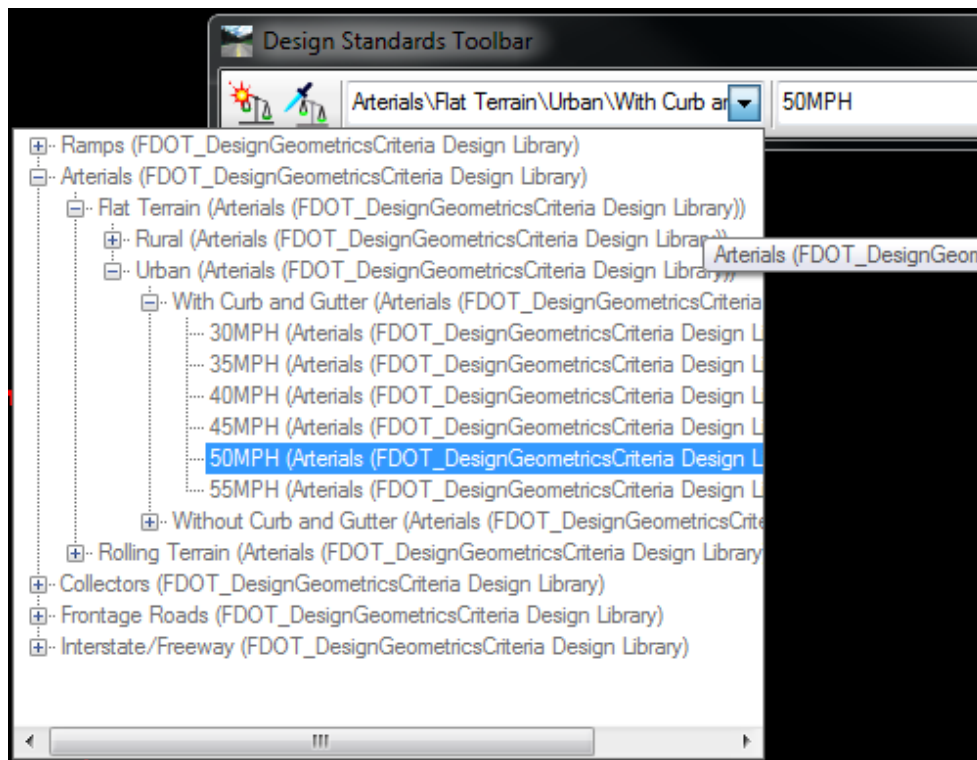 Design Standards Toolbar
Arterials\Flat Terrain\Urban\With Curb ar 50MPH
Ramps (FDOT_DesignGeometricsCriteria Design Library)
Arterials (FDOT_DesignGeometricsCriteria Design Library)
Flat Terrain (Arterials (FDOT_DesignGeometricsCriteria Design Library))
Rural (Arterials (FDOT_DesignGeometricsCriteria Design Library))
Arterials (FDOT_DesignGeom
Urban (Arterials (FDOT_DesignGeometricsCriteria Design Library))
With Curb and Gutter (Arterials (FDOT_DesignGeometricsCriteria
30MPH (Arterials (FDOT_DesignGeometricsCriteria Design L
35MPH (Arterials (FDOT_DesignGeometricsCriteria Design L
40MPH (Arterials (FDOT_DesignGeometricsCriteria Design L
45MPH (Arterials (FDOT_DesignGeometricsCriteria Design L
50MPH (Arterials (FDOT_DesignGeometricsCriteria Design L
55MPH (Arterials (FDOT_DesignGeometricsCriteria Design L
Without Curb and Gutter (Arterials (FDOT_DesignGeometricsCrite
Rolling Terrain (Arterials (FDOT_DesignGeometricsCriteria Design Library
Collectors (FDOT_DesignGeometricsCriteria Design Library)
Frontage Roads (FDOT_DesignGeometricsCriteria Design Library)
Interstate/Freeway (FDOT_DesignGeometricsCriteria Design Library)